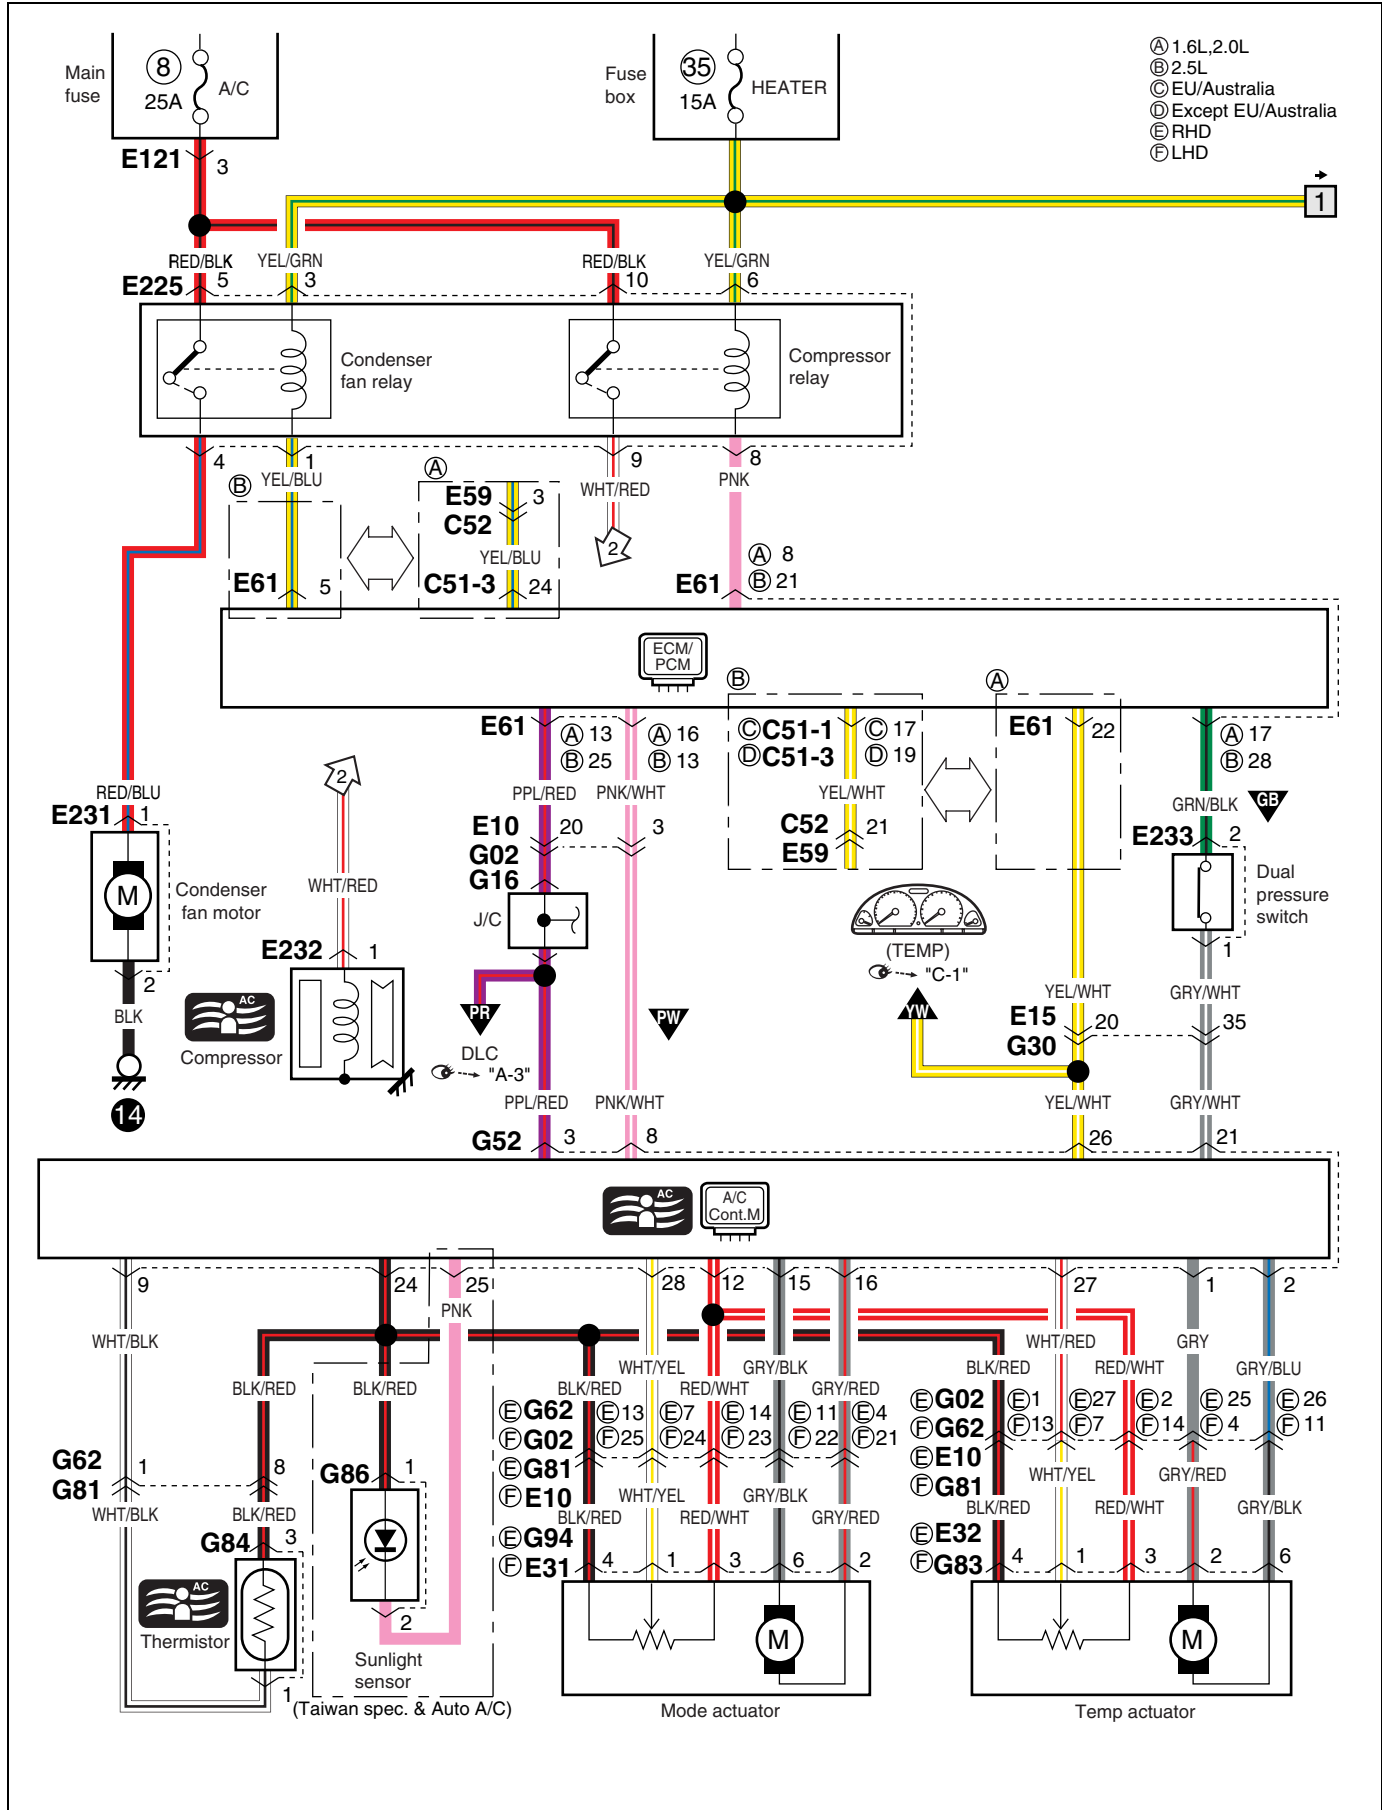 Main
fuse
8
25A
A/C
Fuse
box
35
15A
HEATER
Ⓐ 1.6L,2.0L
Ⓑ 2.5L
Ⓒ EU/Australia
Ⓓ Except EU/Australia
Ⓔ RHD
Ⓕ LHD
E121 3
1
RED/BLK YEL/GRN RED/BLK YEL/GRN
E225 5 3 10 6
Condenser
fan relay
Compressor
relay
4 1 9 8
Ⓑ YEL/BLU Ⓐ WHT/RED PNK
E59 3
C52
2
YEL/BLU
Ⓐ 8
Ⓑ 21
E61 5 C51-3 24 E61
ECM/
PCM
Ⓑ Ⓐ
E61 Ⓐ 13 Ⓐ 16 ⒸC51-1 Ⓒ 17 E61 22 Ⓐ 17
Ⓑ 25 Ⓑ 13 ⒹC51-3 Ⓓ 19 Ⓑ 28
2
RED/BLU PPL/RED PNK/WHT YEL/WHT GRN/BLK GB
E231 1 E10 20 3 C52 21 E233 2
G02 E59
G16
M
Condenser
fan motor
WHT/RED
J/C
Dual
pressure
switch
E232 1
(TEMP)
"C-1"
1
2
BLK
AC
Compressor
PR
PW
YW
YEL/WHT GRY/WHT
E15 20 35
G30
DLC
"A-3"
14
PPL/RED PNK/WHT YEL/WHT GRY/WHT
G52 3 8 26 21
AC
A/C
Cont.M
9 24 25 28 12 15 16 27 1 2
PNK
WHT/BLK WHT/RED GRY
WHT/YEL GRY/BLK RED/WHT GRY/BLU
BLK/RED BLK/RED BLK/RED RED/WHT GRY/RED BLK/RED
ⒺG62 Ⓔ13 Ⓔ7 Ⓔ14 Ⓔ11 Ⓔ4 ⒺG02 Ⓔ1 Ⓔ27 Ⓔ2 Ⓔ25 Ⓔ26
ⒻG02 Ⓕ25 Ⓕ24 Ⓕ23 Ⓕ22 Ⓕ21 ⒻG62 Ⓕ13 Ⓕ7 Ⓕ14 Ⓕ4 Ⓕ11
G62 1 8 G86 1 ⒺG81 ⒺE10
G81 ⒻE10 ⒻG81
WHT/YEL GRY/BLK WHT/YEL GRY/RED
WHT/BLK BLK/RED BLK/RED RED/WHT GRY/RED BLK/RED RED/WHT GRY/BLK
G84 3 ⒺG94 ⒺE32
ⒻE31 4 1 3 6 2 ⒻG83 4 1 3 2 6
AC
Thermistor
1
2
Sunlight
sensor
(Taiwan spec. & Auto A/C)
M
Mode actuator
M
Temp actuator